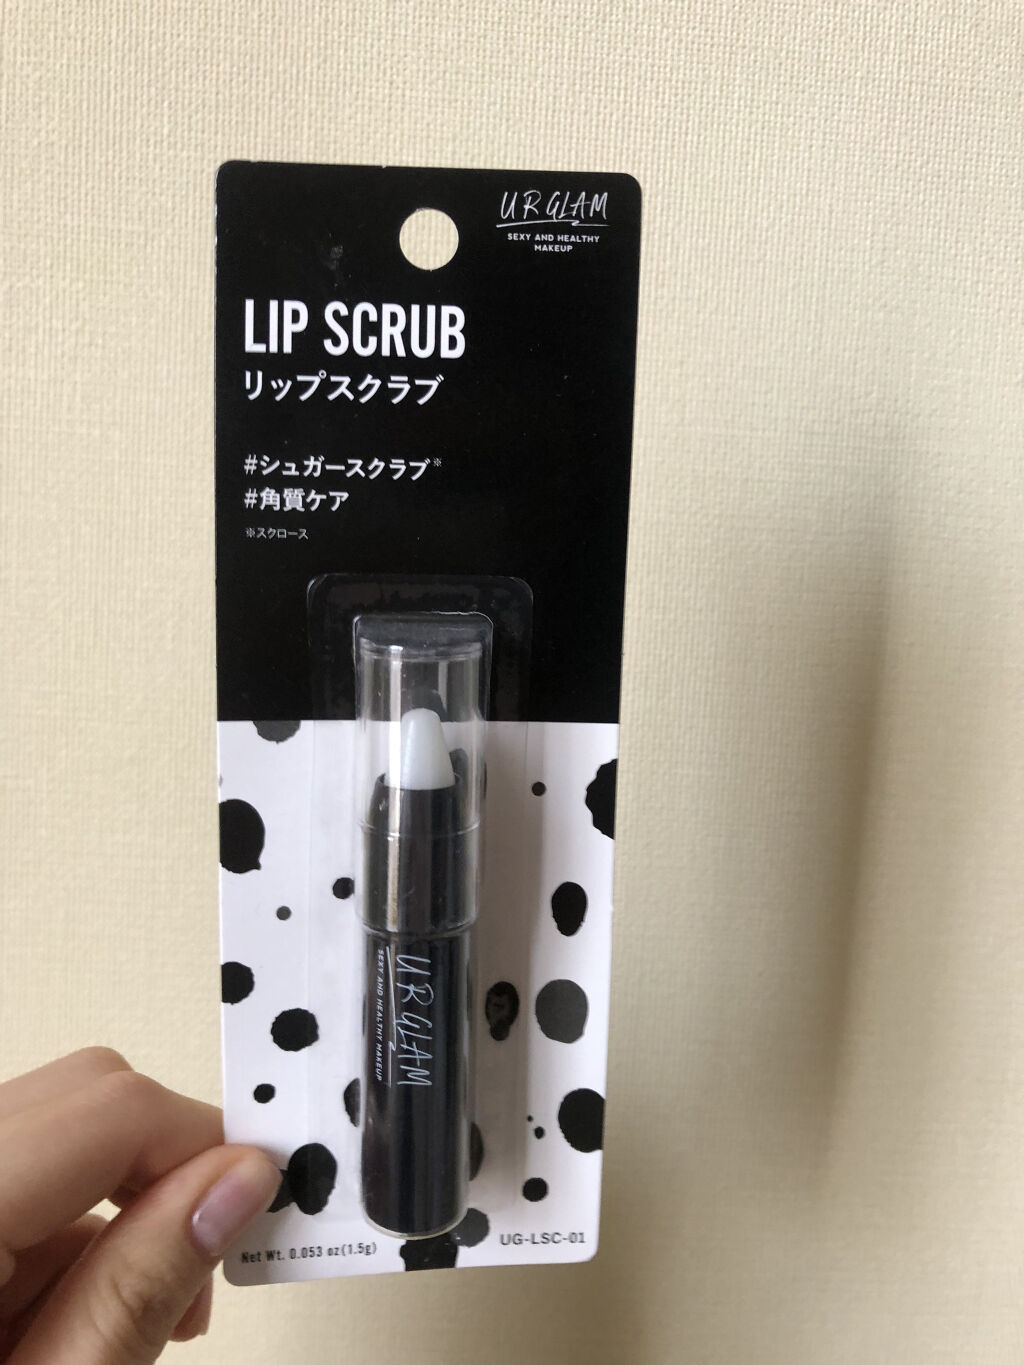 UR GLAM
SEXY AND HEALTHY
MAKEUP
LIP SCRUB
リップスクラブ
#シュガースクラブ※
#角質ケア
※スクロース
UR GLAM
SEXY AND HEALTHY MAKEUP
Net Wt. 0.053 oz(1.5g)
UG-LSC-01